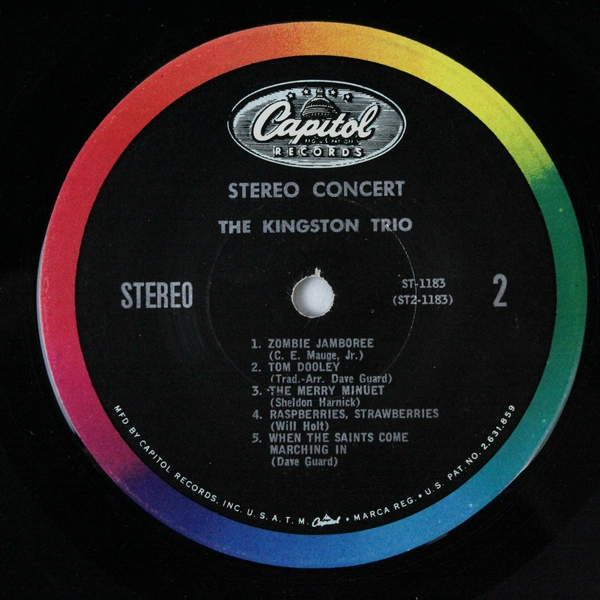 Capitol
RECORDS
STEREO CONCERT
THE KINGSTON TRIO
STEREO
ST-1183
(ST2-1183)
2
1. ZOMBIE JAMBOREE
(C. E. Mauge, Jr.)
2. TOM DOOLEY
(Trad.-Arr. Dave Guard)
3. THE MERRY MINUET
(Sheldon Harnick)
4. RASPBERRIES, STRAWBERRIES
(Will Holt)
5. WHEN THE SAINTS COME
MARCHING IN
(Dave Guard)
MFD BY CAPITOL RECORDS, INC. U. S. A. T. M. Capitol • MARCA REG. • U.S. PAT. NO. 2,631,859